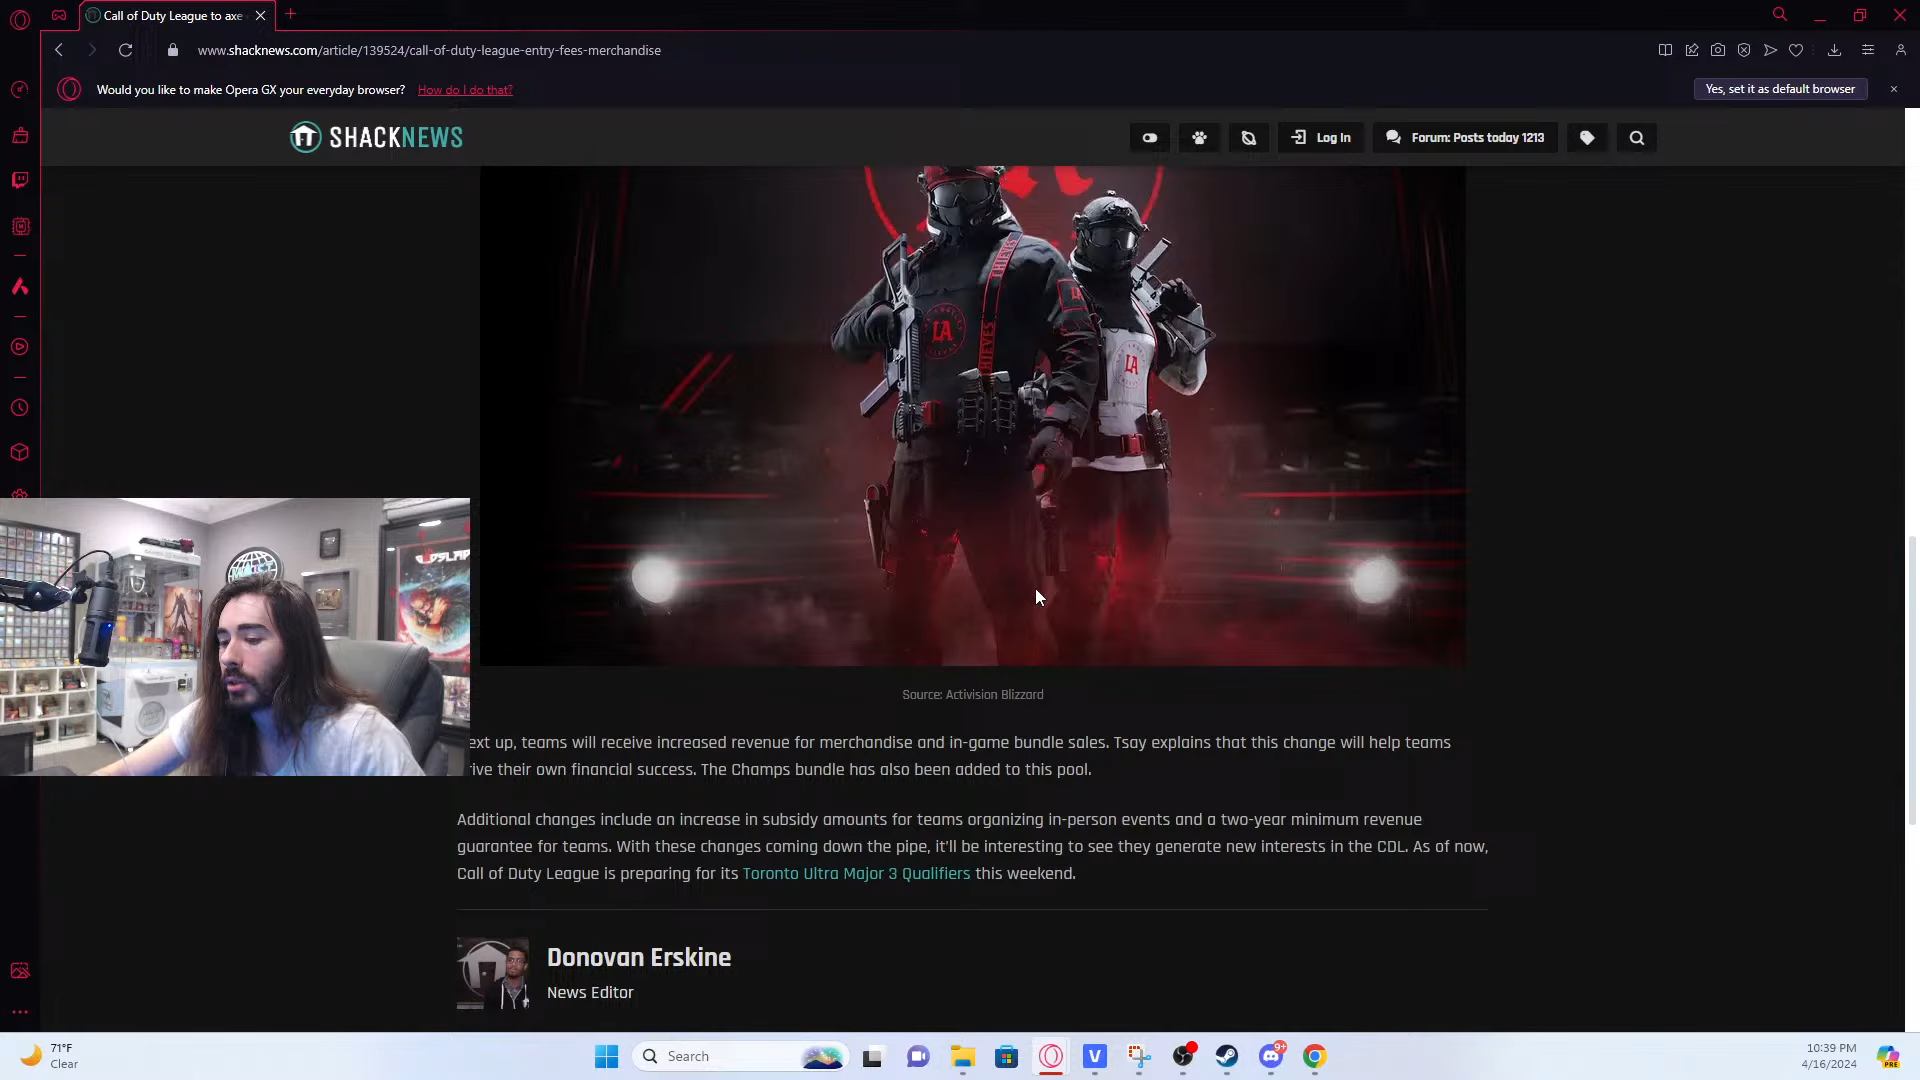 Call of Duty League to axe
www.shacknews.com/article/139524/call-of-duty-league-entry-fees-merchandise
Would you like to make Opera GX your everyday browser? How do I do that?
Yes, set it as default browser
SHACKNEWS
Log In
Forum: Posts today 1213
THIEVES
LA
THIEVES
LA
Source: Activision Blizzard
ext up, teams will receive increased revenue for merchandise and in-game bundle sales. Tsay explains that this change will help teams
ive their own financial success. The Champs bundle has also been added to this pool.
Additional changes include an increase in subsidy amounts for teams organizing in-person events and a two-year minimum revenue
guarantee for teams. With these changes coming down the pipe, it'll be interesting to see they generate new interests in the CDL. As of now,
Call of Duty League is preparing for its Toronto Ultra Major 3 Qualifiers this weekend.
Donovan Erskine
News Editor
71°F
Clear
Search
V
9+
10:39 PM
4/16/2024
PRE